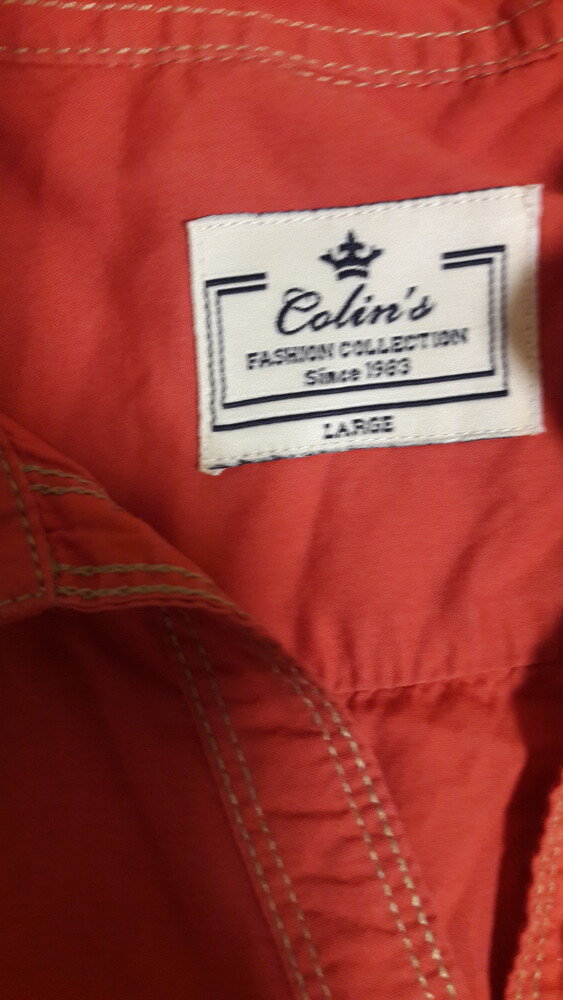 Colin's
FASHION COLLECTION
Since 1983
LARGE